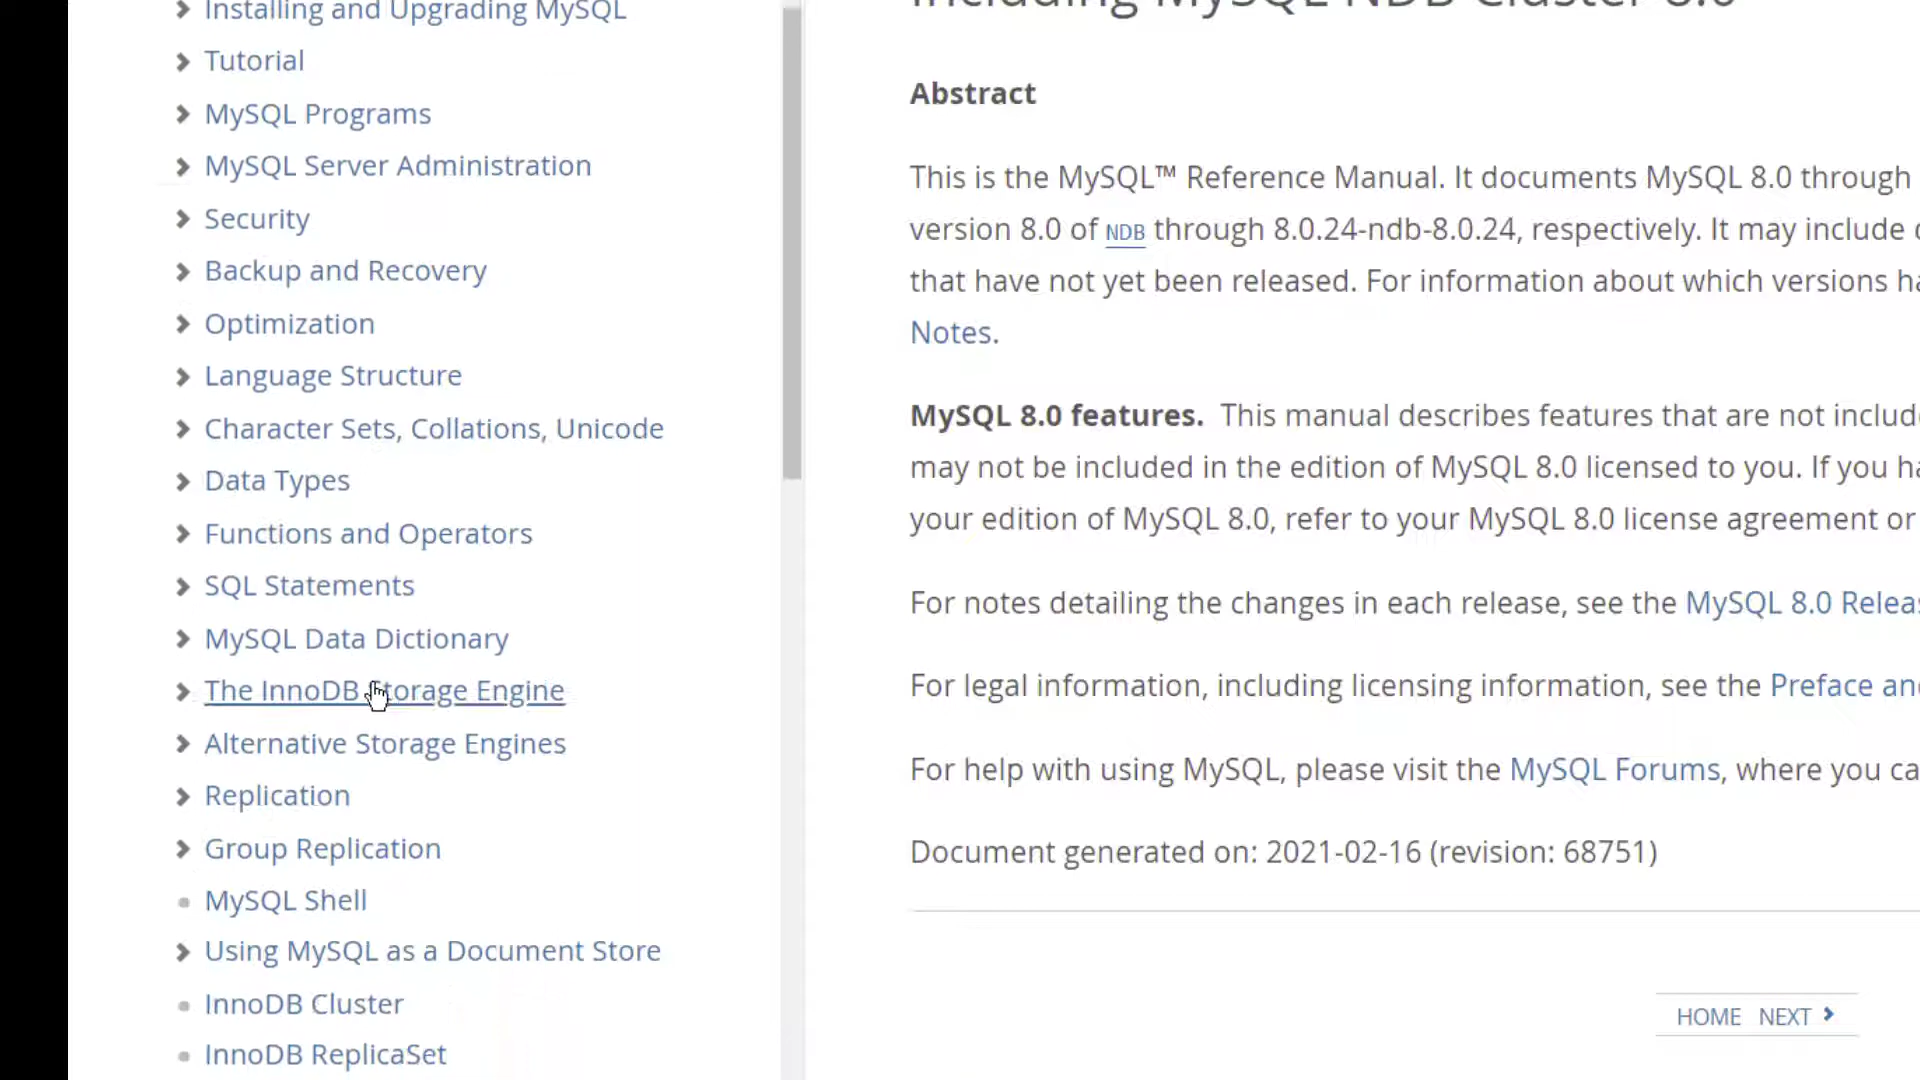 Installing and Upgrading MySQL
Tutorial
MySQL Programs
MySQL Server Administration
Security
Backup and Recovery
Optimization
Language Structure
Character Sets, Collations, Unicode
Data Types
Functions and Operators
SQL Statements
MySQL Data Dictionary
The InnoDB Storage Engine
Alternative Storage Engines
Replication
Group Replication
MySQL Shell
Using MySQL as a Document Store
InnoDB Cluster
InnoDB ReplicaSet
Including MySQL NDB Cluster 8.0
Abstract
This is the MySQL™ Reference Manual. It documents MySQL 8.0 through
version 8.0 of NDB through 8.0.24-ndb-8.0.24, respectively. It may include
that have not yet been released. For information about which versions
Notes.
MySQL 8.0 features. This manual describes features that are not
may not be included in the edition of MySQL 8.0 licensed to you. If you
your edition of MySQL 8.0, refer to your MySQL 8.0 license agreement or
For notes detailing the changes in each release, see the MySQL 8.0
For legal information, including licensing information, see the Preface
For help with using MySQL, please visit the MySQL Forums, where you
Document generated on: 2021-02-16 (revision: 68751)
HOME NEXT